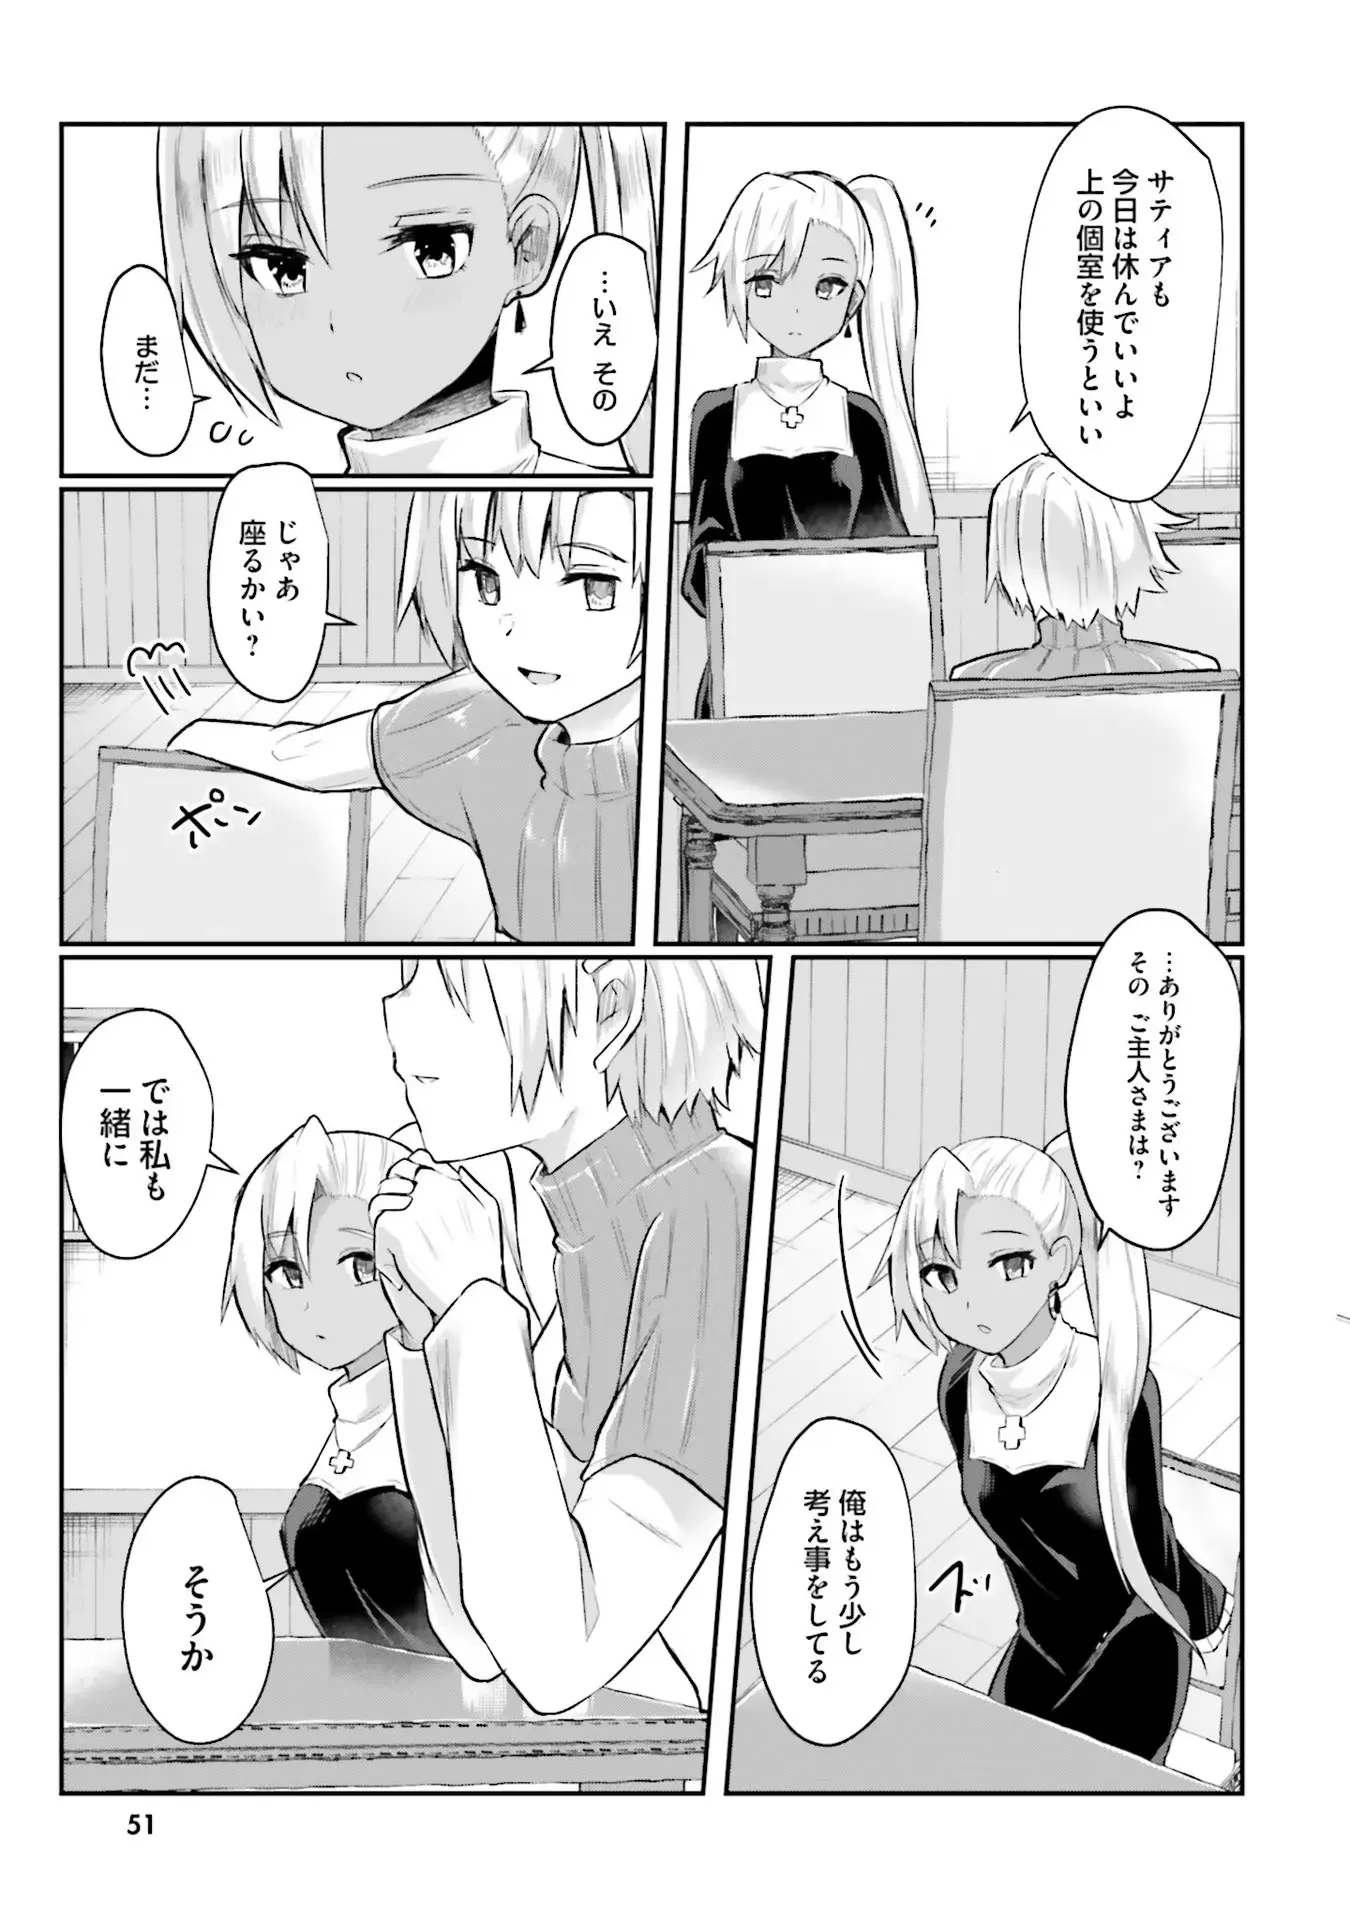 サティアも
今日は休んでいいよ
上の個室を使うといい
…いえ その
まだ…
じゃあ
座るかい？
ポン
…ありがとうございます
その ご主人さまは？
ズッ
俺はもう少し
考え事をしてる
では私も
一緒に
そうか
51